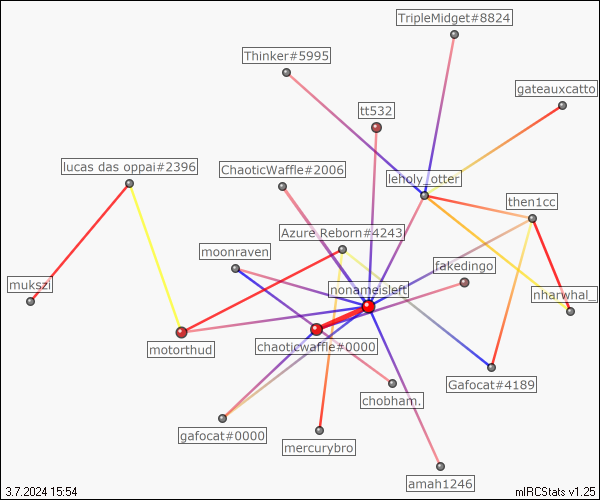 TripleMidget#8824
Thinker#5995
gateauxcatto
tt532
lucas das oppai#2396
ChaoticWaffle#2006
leholy_otter
then1cc
Azure Reborn#4243
moonraven
fakedingo
mukszi
nonameisleft
nharwhal_
motorthud
chaoticwaffle#0000
Gafocat#4189
chobham.
gafocat#0000
mercurybro
amah1246
3.7.2024 15:54
mIRCStats v1.25